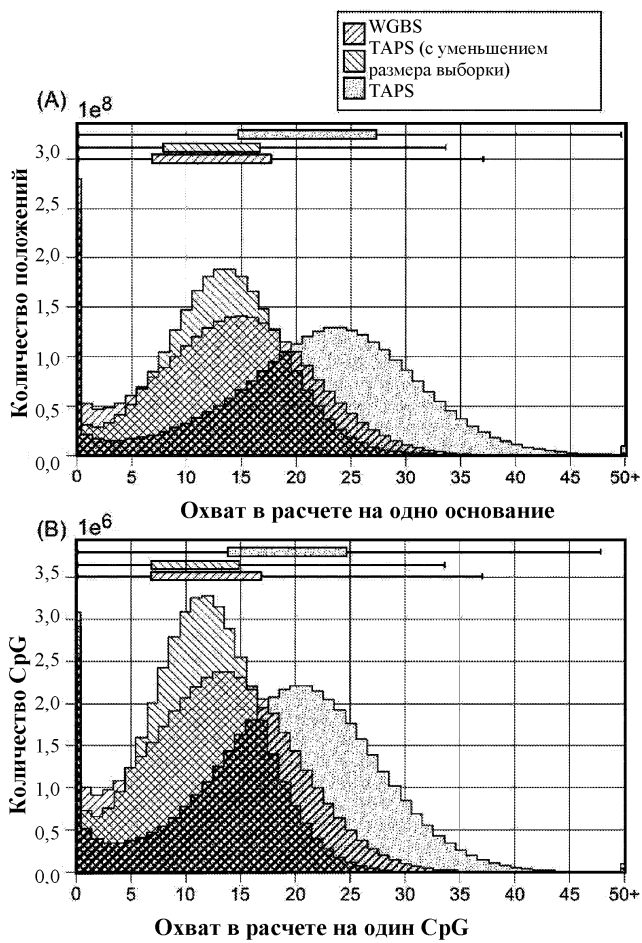 WGBS
TAPS (с уменьшением
размера выборки)
TAPS
(A)
1e8
3,0
2,5
2,0
1,5
1,0
0,5
0,0
Количество положений
0 5 10 15 20 25 30 35 40 45 50+
Охват в расчете на одно основание
(B)
1e6
3,5
3,0
2,5
2,0
1,5
1,0
0,5
0,0
Количество CpG
0 5 10 15 20 25 30 35 40 45 50+
Охват в расчете на один CpG